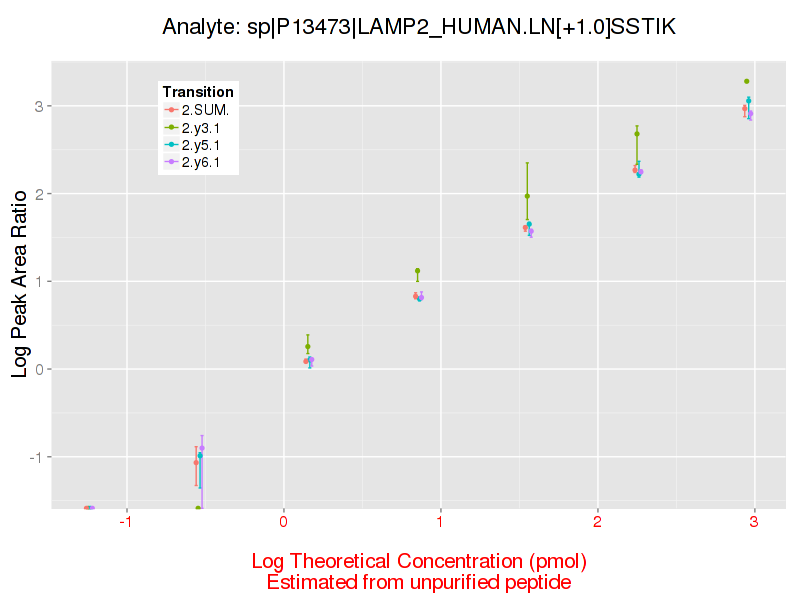 Analyte: sp|P13473|LAMP2_HUMAN.LN[+1.0]SSTIK
Transition
2.SUM.
2.y3.1
2.y5.1
2.y6.1
Log Peak Area Ratio
3
2
1
0
-1
-1
0
1
2
3
Log Theoretical Concentration (pmol)
Estimated from unpurified peptide